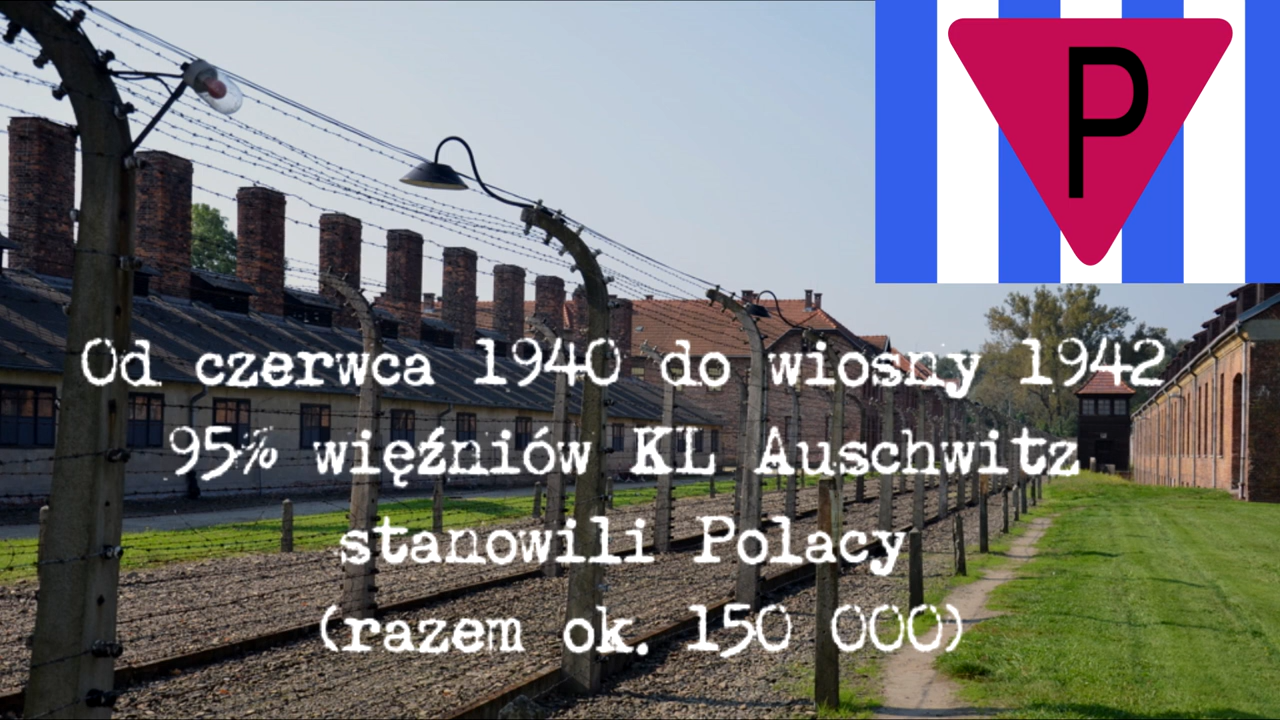 P
Od czerwca 1940 do wiosny 1942
95% więźniów KL Auschwitz
stanowili Polacy
(razem ok. 150 000)